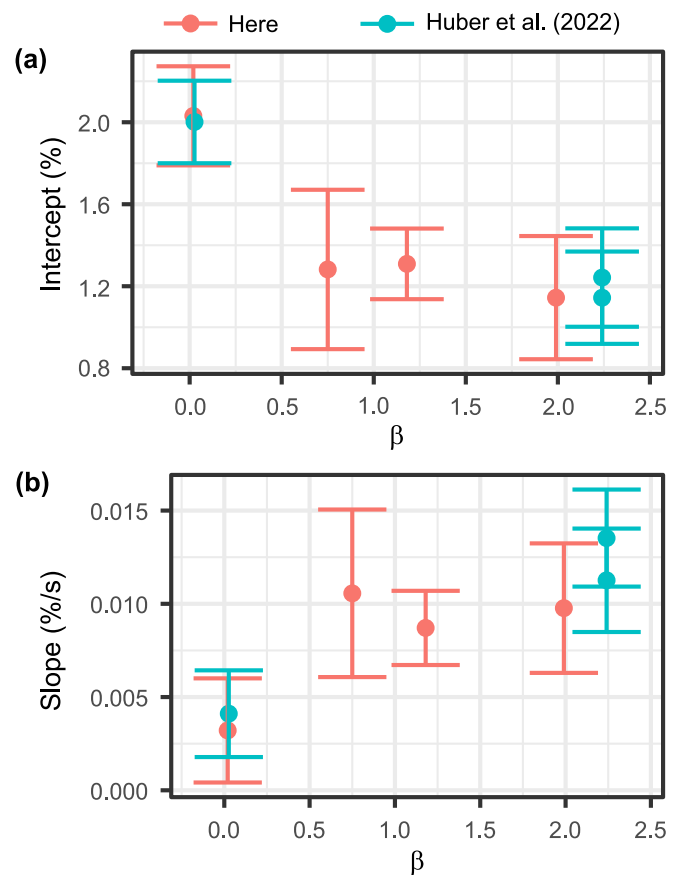 Here Huber et al. (2022)
(a)
Intercept (%)
2.0
1.6
1.2
0.8
0.0 0.5 1.0 1.5 2.0 2.5
β
(b)
Slope (%/s)
0.015
0.010
0.005
0.000
0.0 0.5 1.0 1.5 2.0 2.5
β